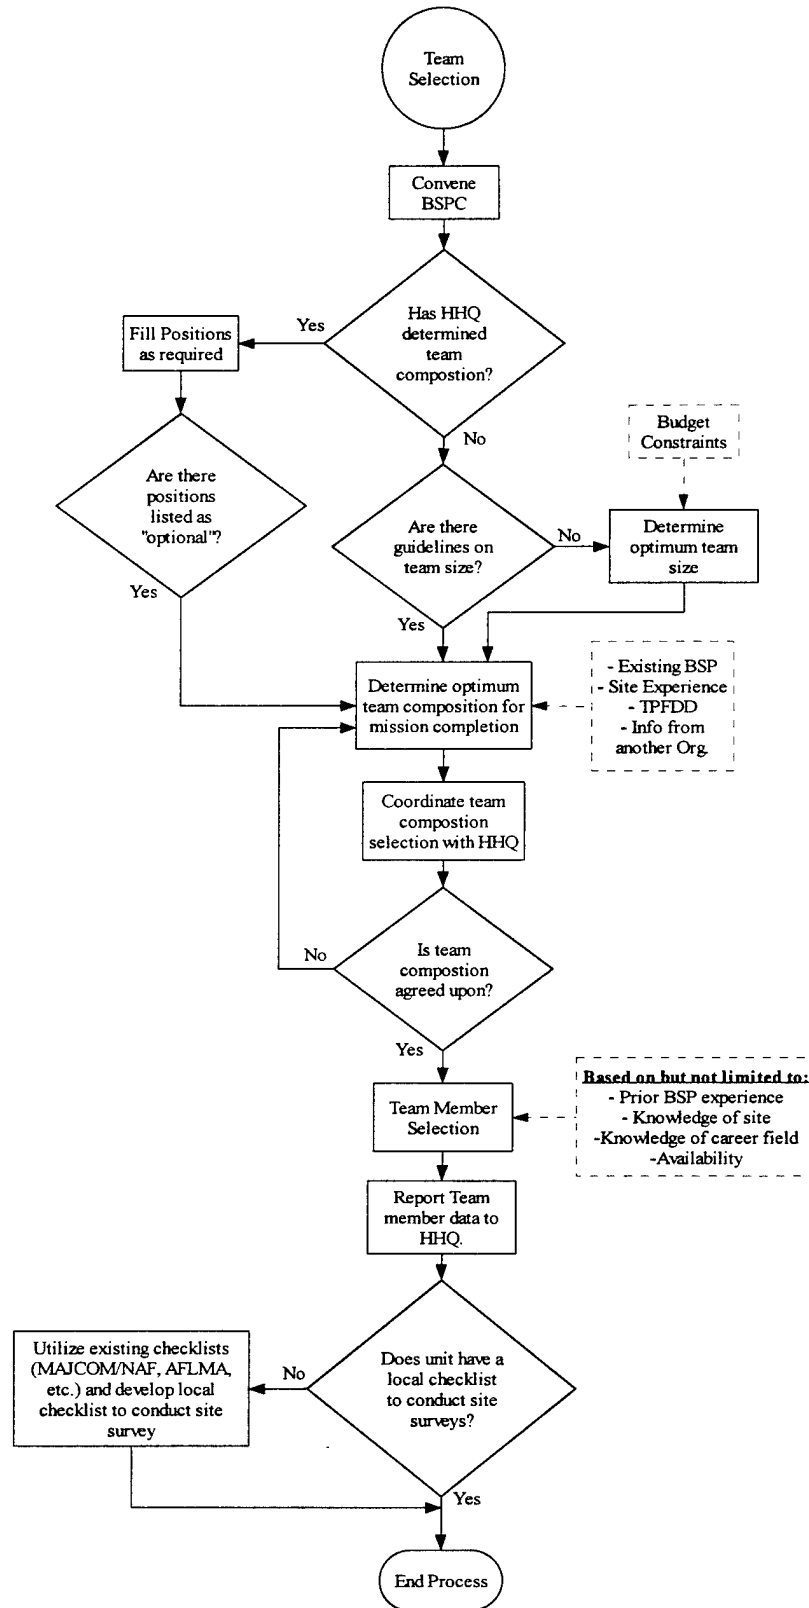 Team
Selection
Convene
BSPC
Has HHQ
determined
team
compostion?
Yes
Fill Positions
as required
No
Are there
positions
listed as
"optional"?
Yes
Budget
Constraints
Are there
guidelines on
team size?
No
Determine
optimum team
size
Yes
Determine optimum
team composition for
mission completion
- Existing BSP
- Site Experience
- TPFDD
- Info from
another Org.
Coordinate team
compostion
selection with HHQ
Is team
compostion
agreed upon?
No
Yes
Team Member
Selection
Based on but not limited to:
- Prior BSP experience
- Knowledge of site
-Knowledge of career field
-Availability
Report Team
member data to
HHQ.
Does unit have a
local checklist
to conduct site
surveys?
No
Utilize existing checklists
(MAJCOM/NAF, AFLMA,
etc.) and develop local
checklist to conduct site
survey
Yes
End Process